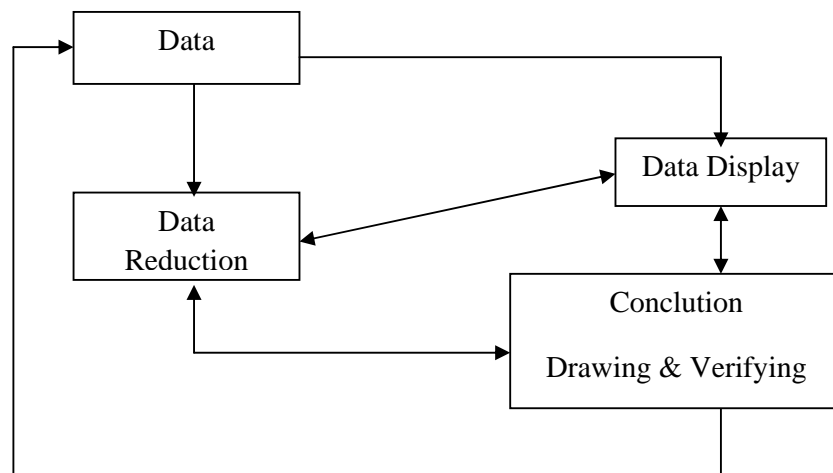 Data
Data Display
Data
Reduction
Conclution
Drawing & Verifying